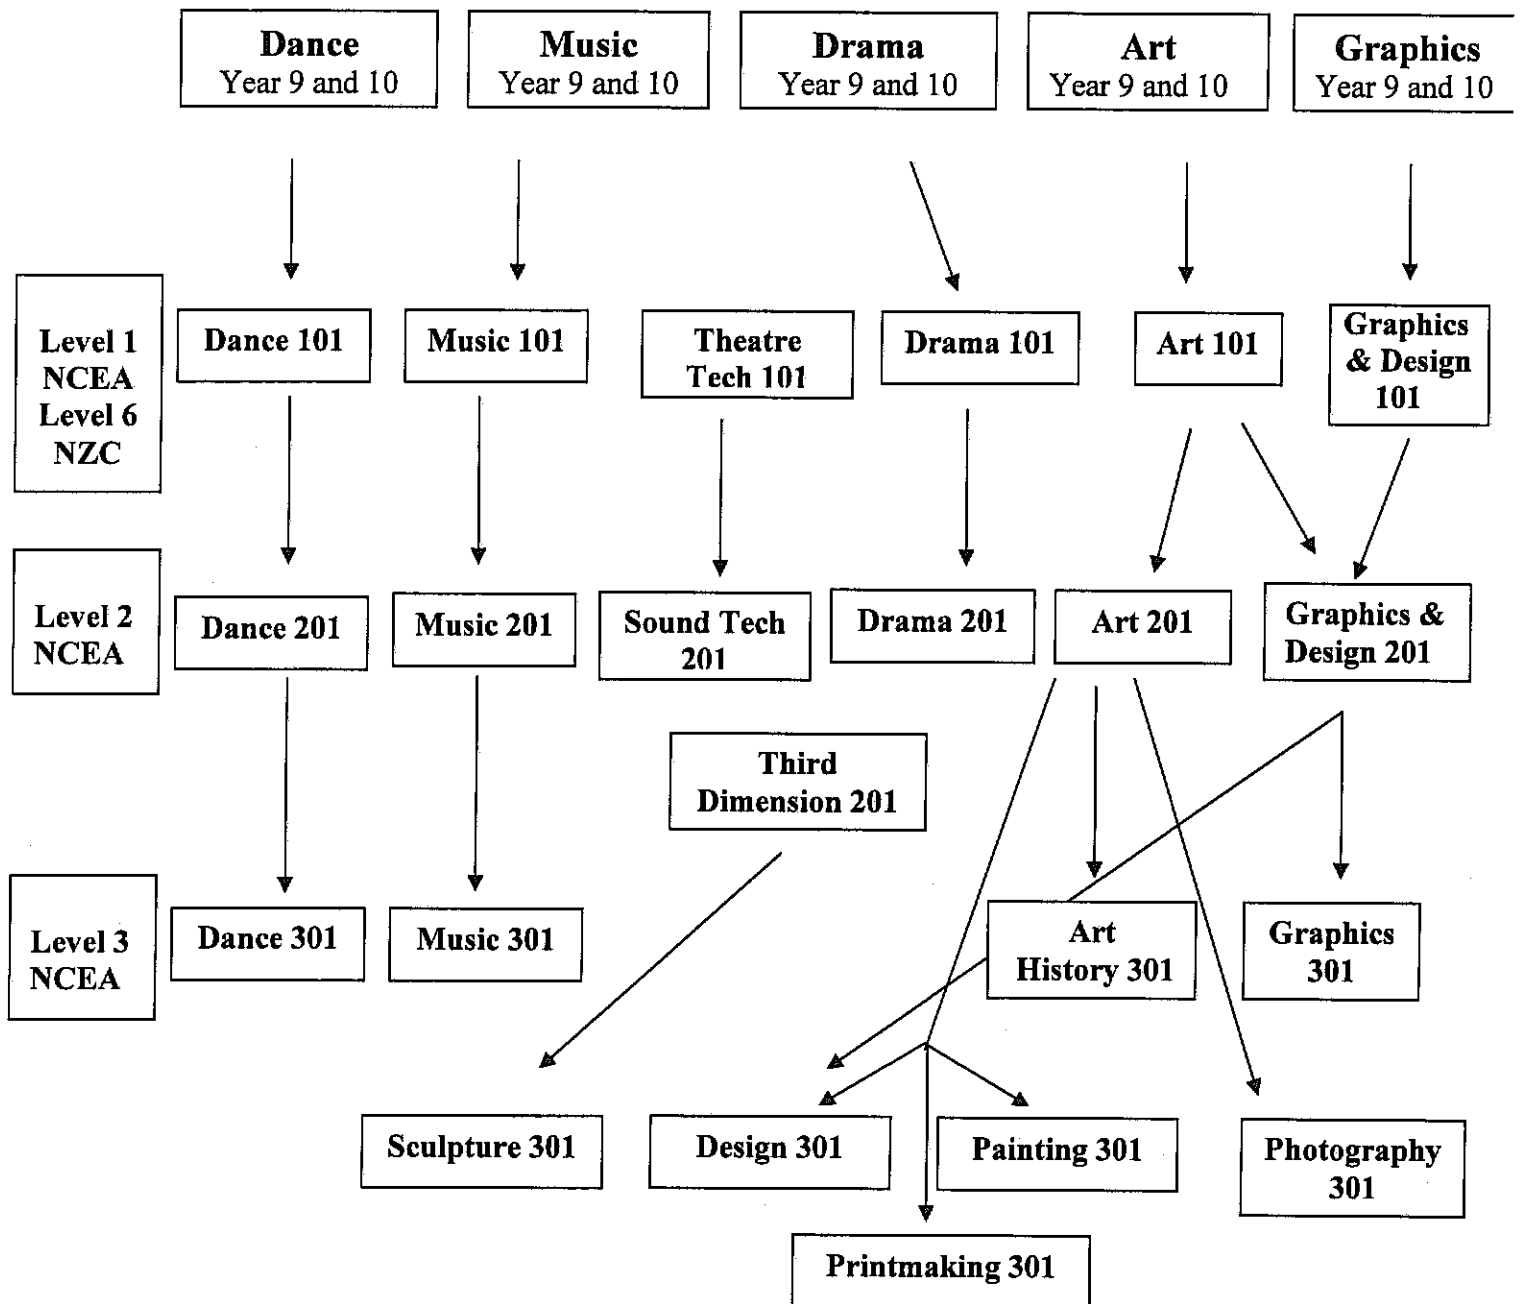 Dance
Year 9 and 10
Music
Year 9 and 10
Drama
Year 9 and 10
Art
Year 9 and 10
Graphics
Year 9 and 10
Level 1
NCEA
Level 6
NZC
Dance 101
Music 101
Theatre
Tech 101
Drama 101
Art 101
Graphics
& Design
101
Level 2
NCEA
Dance 201
Music 201
Sound Tech
201
Drama 201
Art 201
Graphics &
Design 201
Third
Dimension 201
Level 3
NCEA
Dance 301
Music 301
Art
History 301
Graphics
301
Sculpture 301
Design 301
Painting 301
Photography
301
Printmaking 301